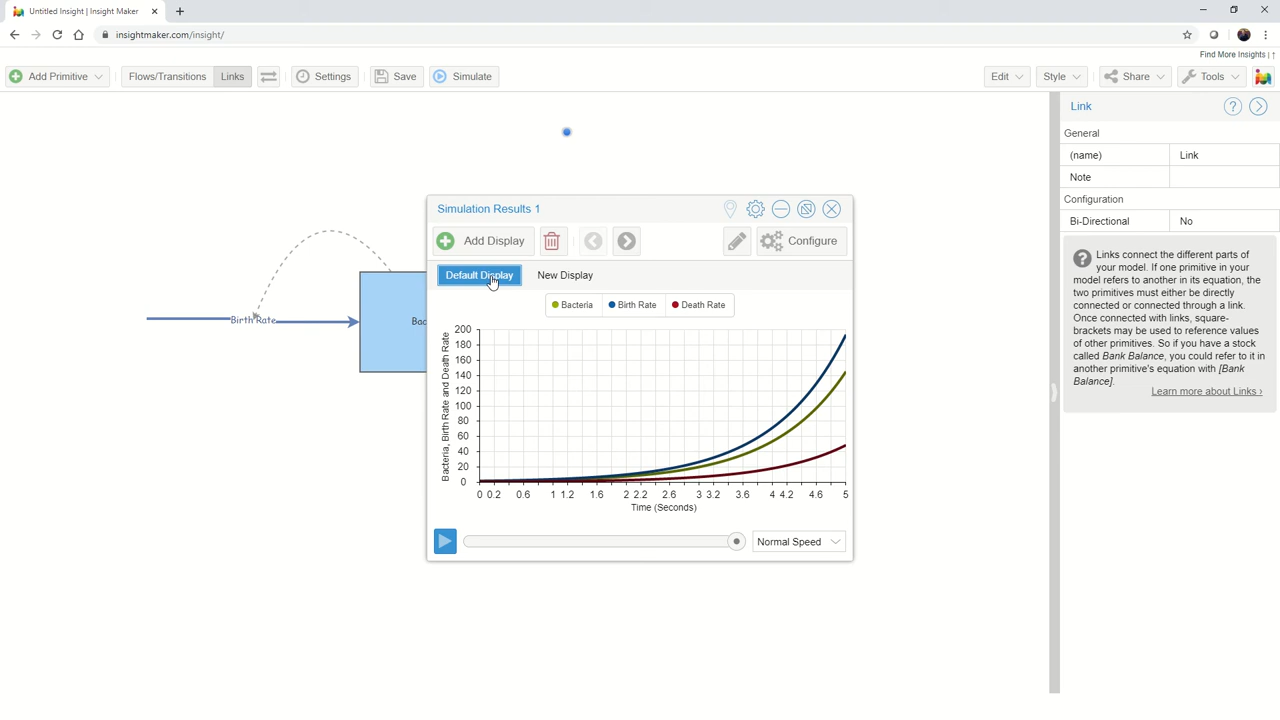 Untitled Insight | Insight Maker
insightmaker.com/insight/
Find More Insights | ↑
Add Primitive Flows/Transitions Links Settings Save Simulate Edit Style Share Tools
Link
General
(name) Link
Note
Configuration
Bi-Directional No
Links connect the different parts of
your model. If one primitive in your
model refers to another in its equation, the
two primitives must either be directly
connected or connected through a link.
Once connected with links, square-
brackets may be used to reference values
of other primitives. So if you have a stock
called Bank Balance, you could refer to it in
another primitive's equation with [Bank
Balance].
Learn more about Links ›
Birth Rate
Bac
Simulation Results 1
Add Display Configure
Default Display New Display
Bacteria Birth Rate Death Rate
Bacteria, Birth Rate and Death Rate
200
180
160
140
120
100
80
60
40
20
0
0 0.2 0.6 1 1.2 1.6 2 2.2 2.6 3 3.2 3.6 4 4.2 4.6 5
Time (Seconds)
Normal Speed